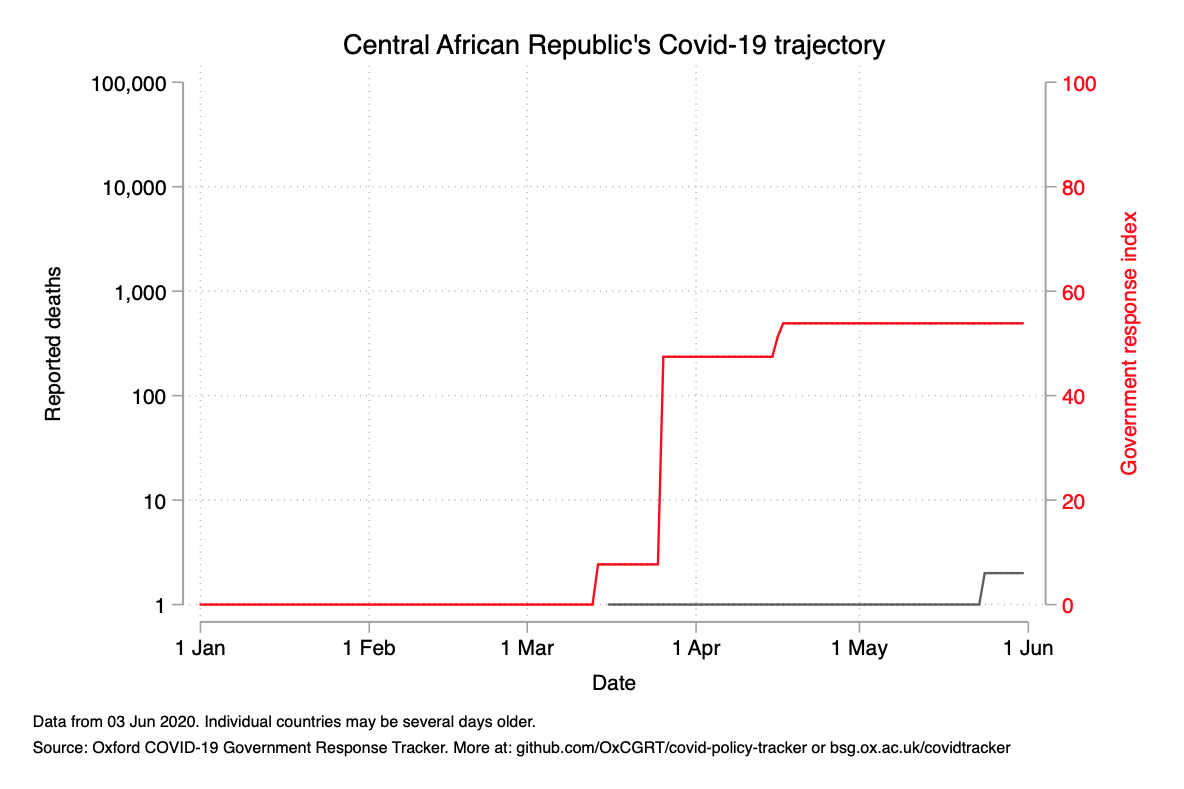 Central African Republic's Covid-19 trajectory
100,000
10,000
1,000
100
10
1
Reported deaths
100
80
60
40
20
0
Government response index
1 Jan
1 Feb
1 Mar
1 Apr
1 May
1 Jun
Date
Data from 03 Jun 2020. Individual countries may be several days older.
Source: Oxford COVID-19 Government Response Tracker. More at: github.com/OxCGRT/covid-policy-tracker or bsg.ox.ac.uk/covidtracker